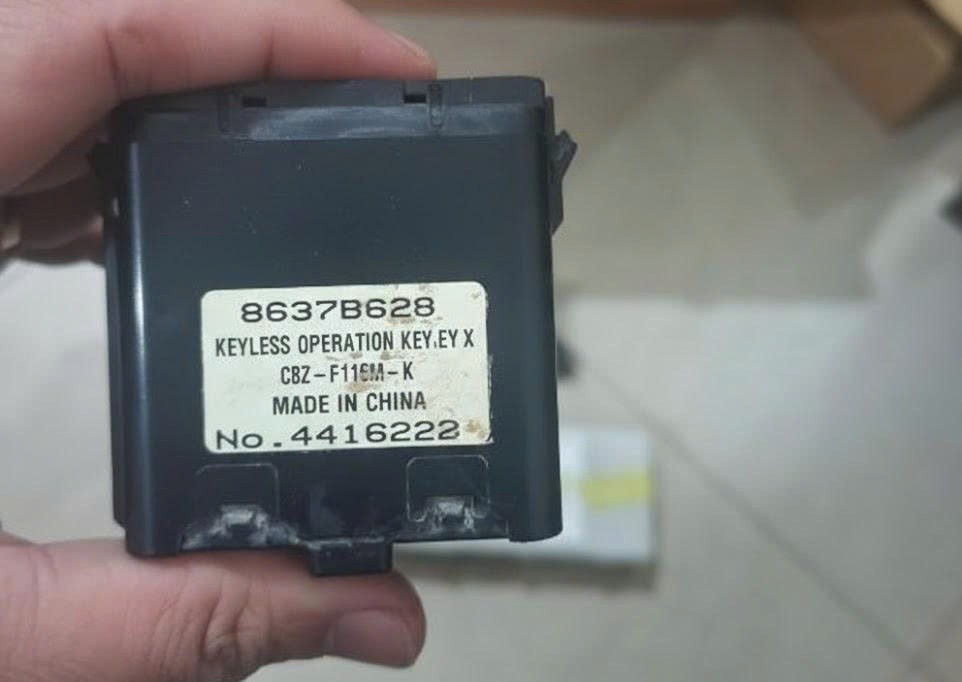 8637B628
KEYLESS OPERATION KEY.EY X
CBZ-F116M-K
MADE IN CHINA
No.4416222